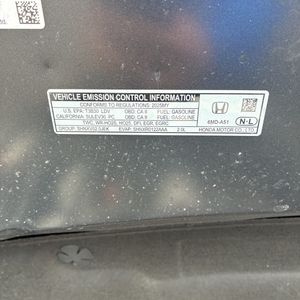 VEHICLE EMISSION CONTROL INFORMATION
CONFORMS TO REGULATIONS: 2025MY
U.S. EPA: T3B30 LDV OBD: CA II FUEL: GASOLINE
CALIFORNIA: SULEV30 PC OBD: CA II FUEL: GASOLINE
TWC, WR-HO2S, HO2S, DFI, EGR, EGRC
GROUP: SHNXV02.0JEK EVAP: SHNXR0122AAA 2.0L
6MD-A51 N-L
HONDA MOTOR CO., LTD.